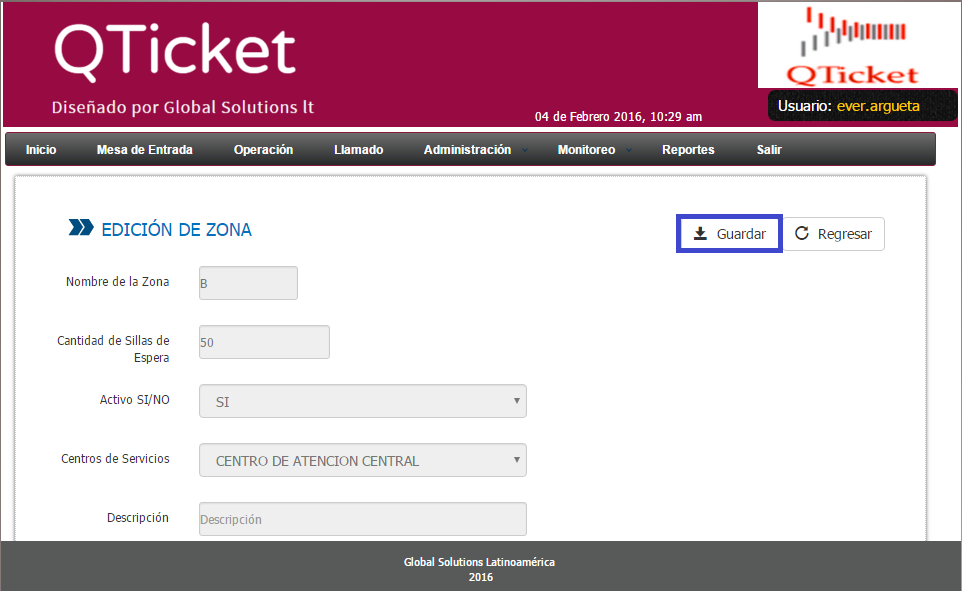 QTicket
QTicket
Diseñado por Global Solutions lt
Usuario: ever.argueta
04 de Febrero 2016, 10:29 am
Inicio Mesa de Entrada Operación Llamado Administración Monitoreo Reportes Salir
EDICIÓN DE ZONA
Guardar Regresar
Nombre de la Zona B
Cantidad de Sillas de
Espera 50
Activo SI/NO SI
Centros de Servicios CENTRO DE ATENCION CENTRAL
Descripción Descripción
Global Solutions Latinoamérica
2016